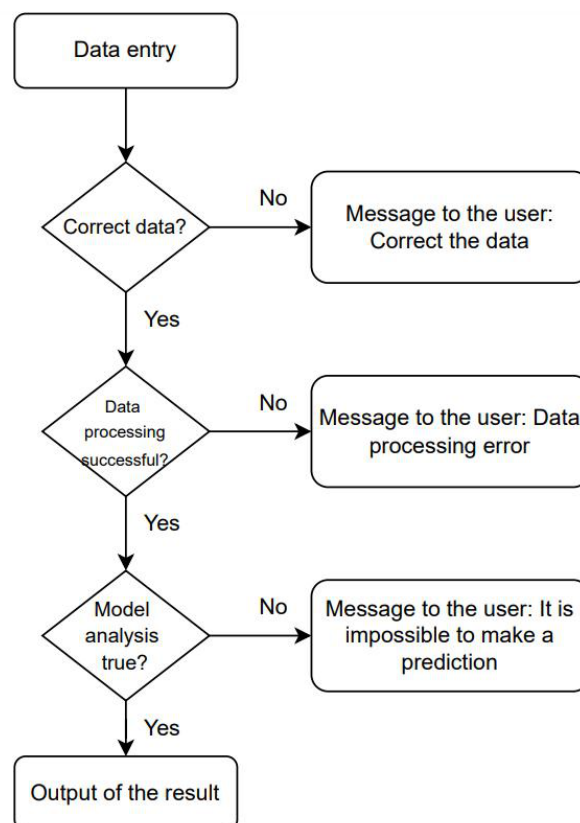 Data entry
Correct data?
No
Message to the user:
Correct the data
Yes
Data
processing
successful?
No
Message to the user: Data
processing error
Yes
Model
analysis
true?
No
Message to the user: It is
impossible to make a
prediction
Yes
Output of the result